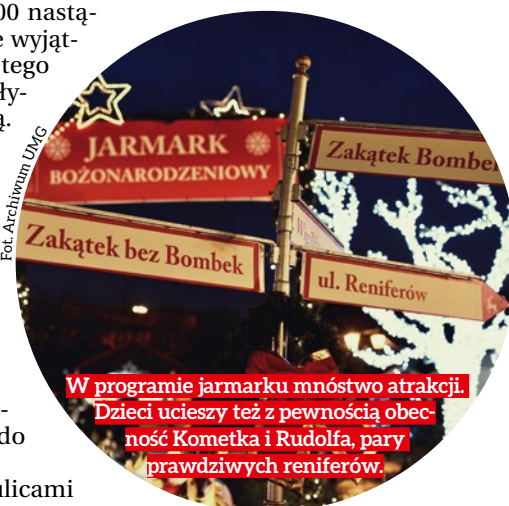 00 nastą-
e wyjąt-
tego
ły-
ą.
Fot. Archiwum UMG
JARMARK
BOŻONARODZENIOWY
Zakątek Bombek
Zakątek bez Bombek
ul. Reniferów
W programie jarmarku mnóstwo atrakcji.
Dzieci ucieszy też z pewnością obec-
ność Kometka i Rudolfa, pary
prawdziwych reniferów.
-
do
ulicami